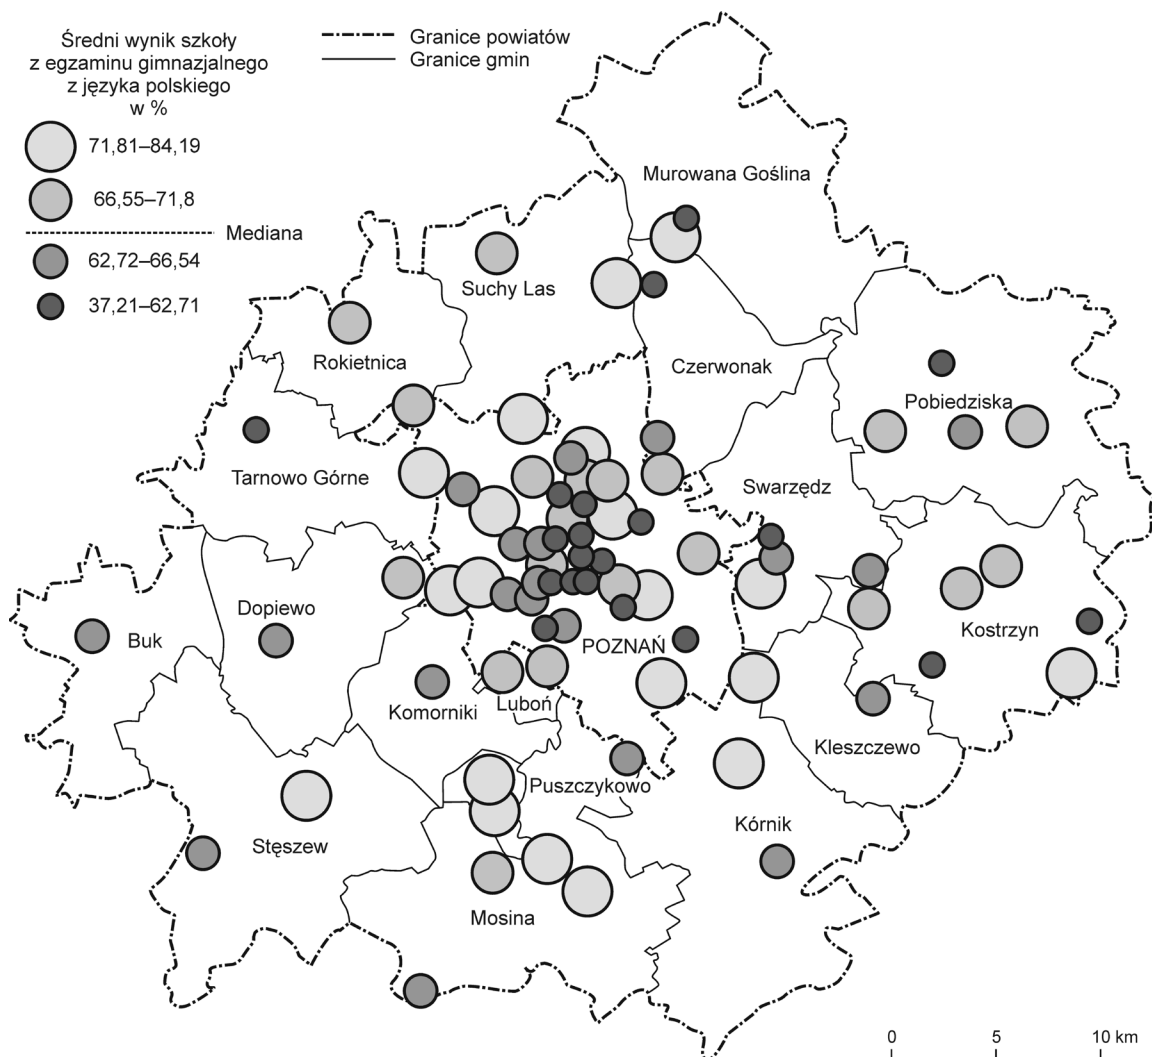 Średni wynik szkoły
z egzaminu gimnazjalnego
z języka polskiego
w %
71,81–84,19
66,55–71,8
Mediana
62,72–66,54
37,21–62,71
Granice powiatów
Granice gmin
Murowana Goślina
Suchy Las
Rokietnica
Czerwonak
Pobiedziska
Tarnowo Górne
Swarzędz
Dopiewo
Buk
POZNAŃ
Kostrzyn
Komorniki
Luboń
Kleszczewo
Puszczykowo
Stęszew
Kórnik
Mosina
0 5 10 km